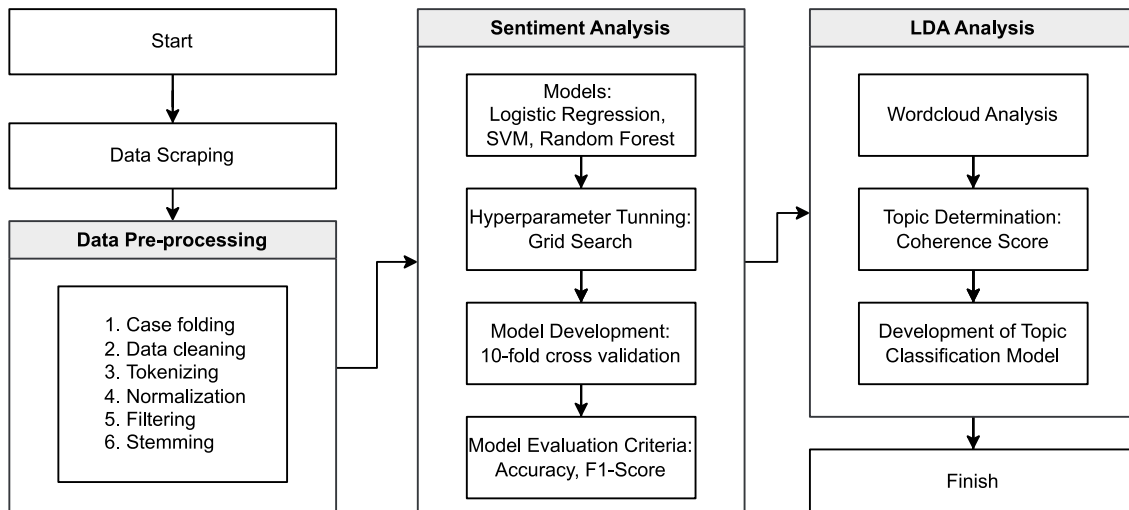 Start
Data Scraping
Data Pre-processing
1. Case folding
2. Data cleaning
3. Tokenizing
4. Normalization
5. Filtering
6. Stemming
Sentiment Analysis
Models:
Logistic Regression,
SVM, Random Forest
Hyperparameter Tunning:
Grid Search
Model Development:
10-fold cross validation
Model Evaluation Criteria:
Accuracy, F1-Score
LDA Analysis
Wordcloud Analysis
Topic Determination:
Coherence Score
Development of Topic
Classification Model
Finish